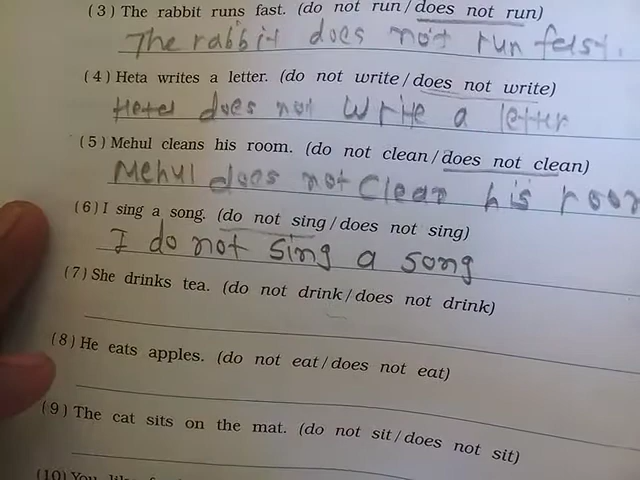 (3) The rabbit runs fast. (do not run/does not run)
The rabbit does not run fast.
(4) Heta writes a letter. (do not write/does not write)
Heta does not write a letter
(5) Mehul cleans his room. (do not clean/does not clean)
Mehul does not clean his room
(6) I sing a song. (do not sing/does not sing)
I do not sing a song
(7) She drinks tea. (do not drink/does not drink)
(8) He eats apples. (do not eat/does not eat)
(9) The cat sits on the mat. (do not sit/does not sit)
(10) You